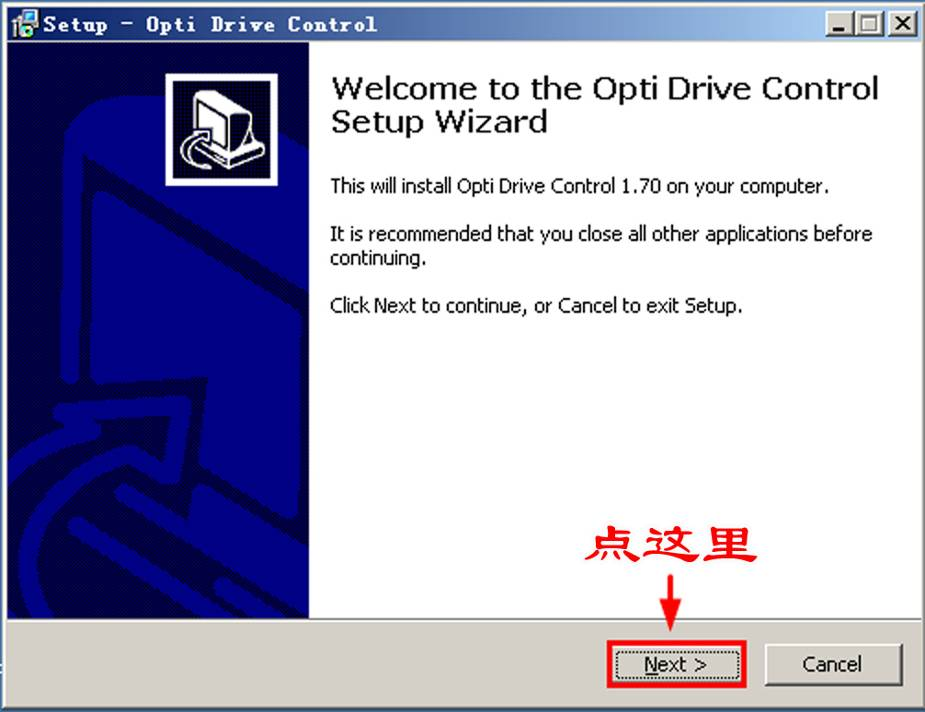 Setup - Opti Drive Control
Welcome to the Opti Drive Control
Setup Wizard
This will install Opti Drive Control 1.70 on your computer.
It is recommended that you close all other applications before
continuing.
Click Next to continue, or Cancel to exit Setup.
点这里
Next >
Cancel